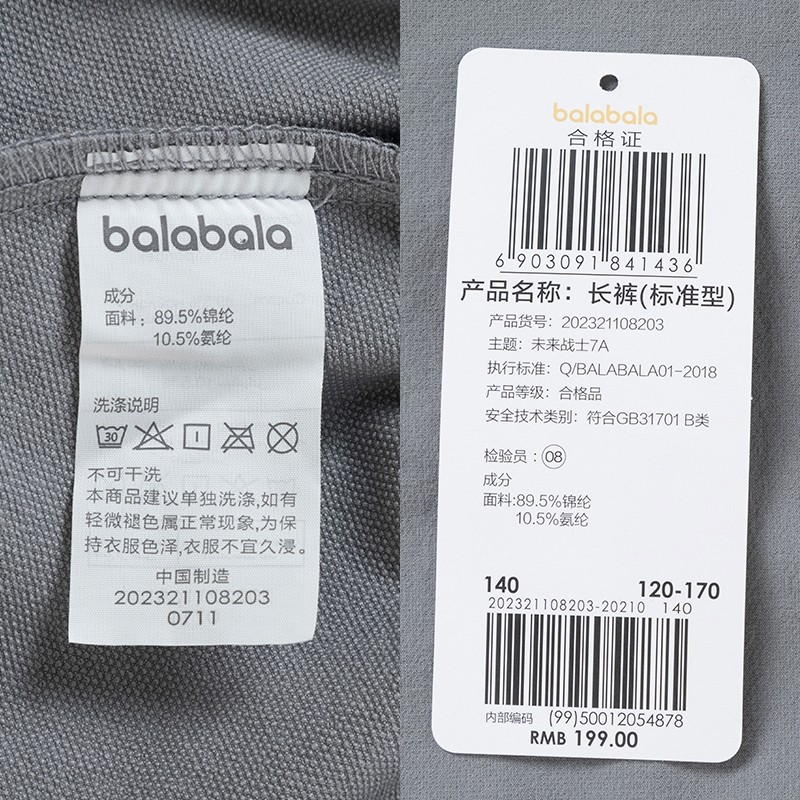 balabala
成分
面料：89.5%锦纶
10.5%氨纶
洗涤说明
30
不可干洗
本商品建议单独洗涤,如有
轻微褪色属正常现象,为保
持衣服色泽,衣服不宜久浸。
中国制造
202321108203
0711
balabala
合格证
6 903091 841436
产品名称：长裤(标准型)
产品货号：202321108203
主题：未来战士7A
执行标准：Q/BALABALA01-2018
产品等级：合格品
安全技术类别：符合GB31701 B类
检验员：08
成分
面料:89.5%锦纶
10.5%氨纶
140 120-170
202321108203-20210 140
内部编码 (99)50012054878
RMB 199.00